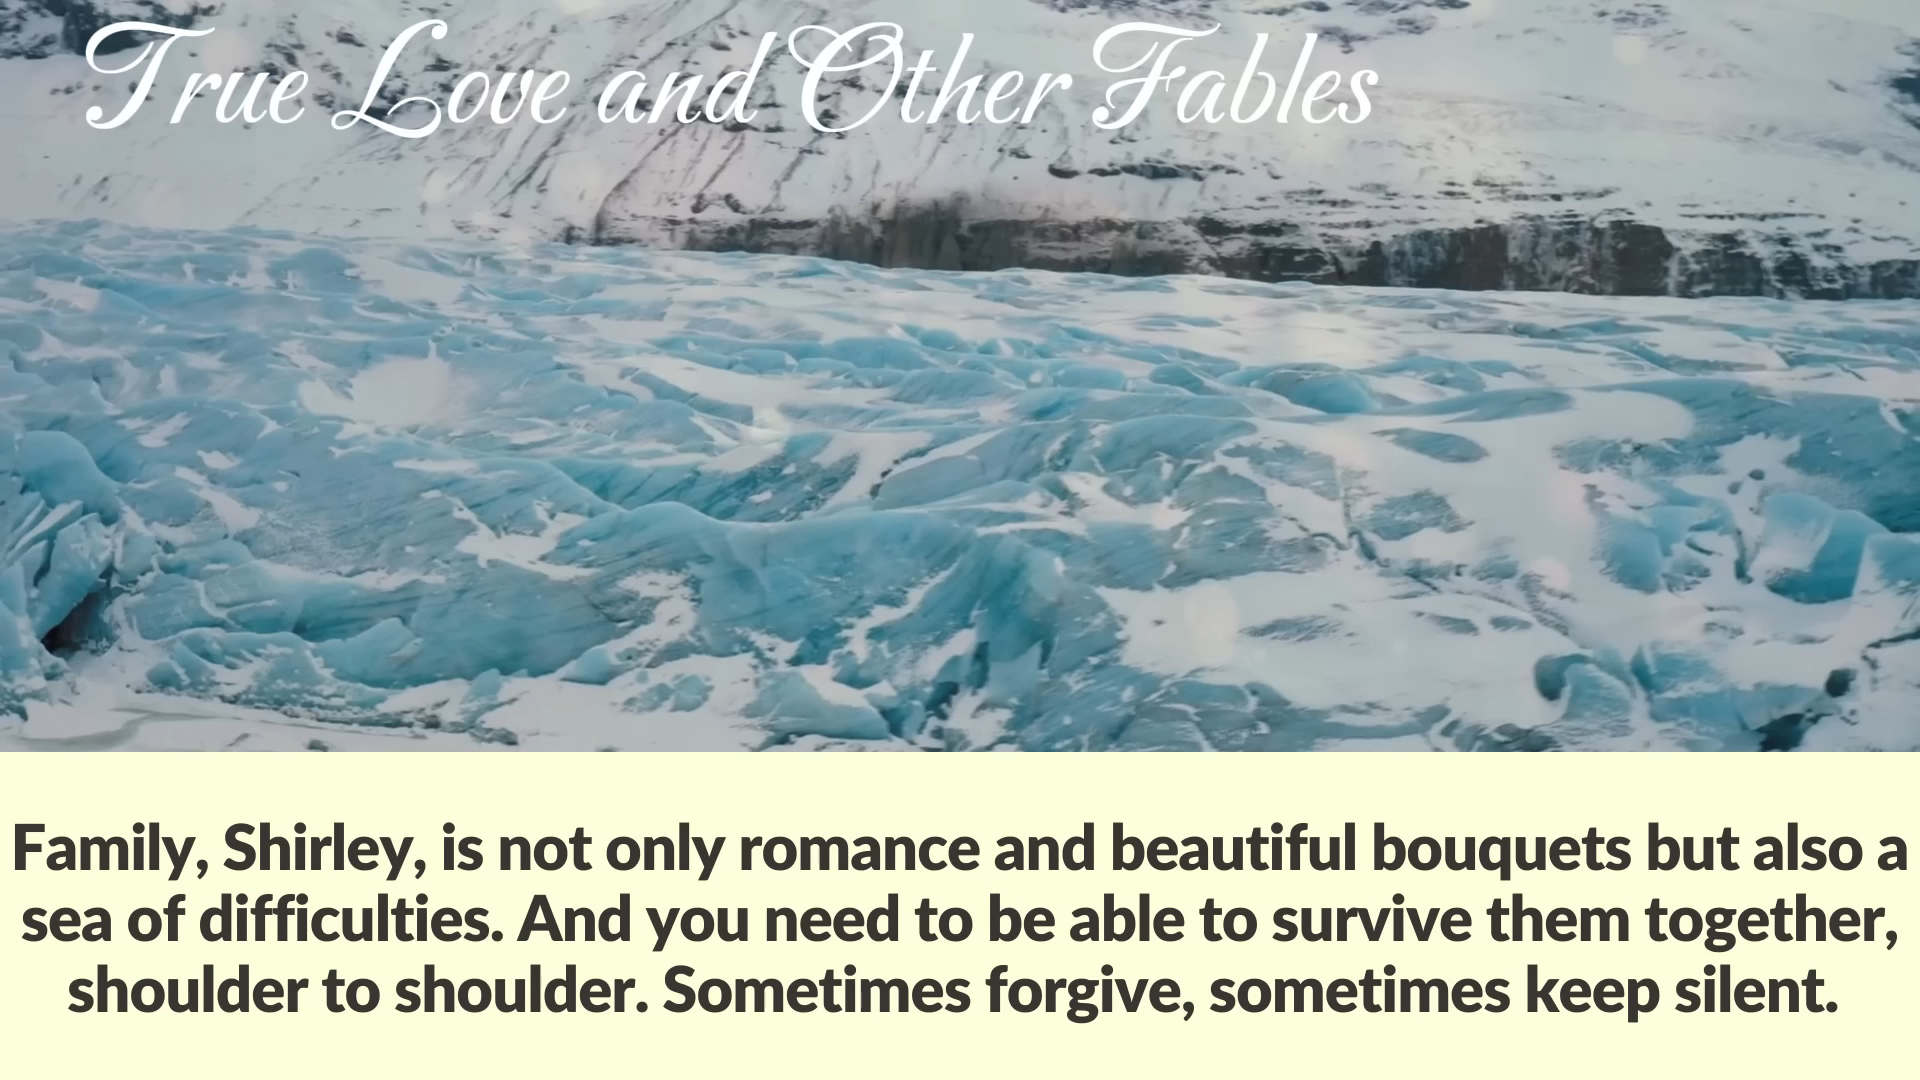 True Love and Other Fables
Family, Shirley, is not only romance and beautiful bouquets but also a
sea of difficulties. And you need to be able to survive them together,
shoulder to shoulder. Sometimes forgive, sometimes keep silent.